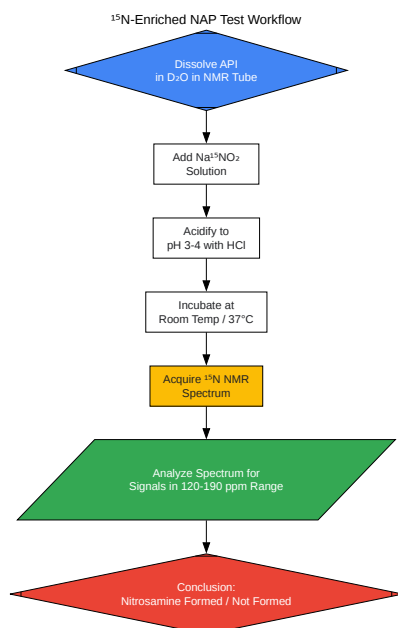 ¹⁵N-Enriched NAP Test Workflow
Dissolve API
in D₂O in NMR Tube
Add Na¹⁵NO₂
Solution
Acidify to
pH 3-4 with HCl
Incubate at
Room Temp / 37°C
Acquire ¹⁵N NMR
Spectrum
Analyze Spectrum for
Signals in 120-190 ppm Range
Conclusion:
Nitrosamine Formed / Not Formed